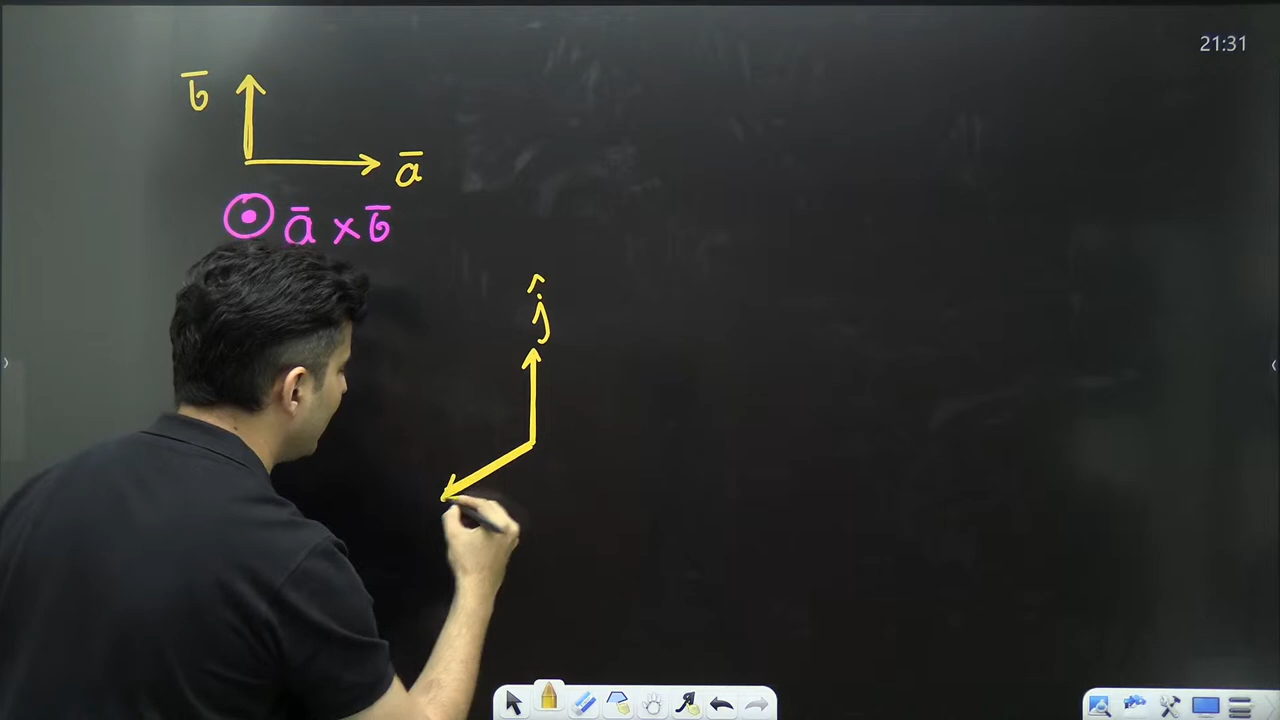 21:31
b̄
ā
ā × b̄
ĵ